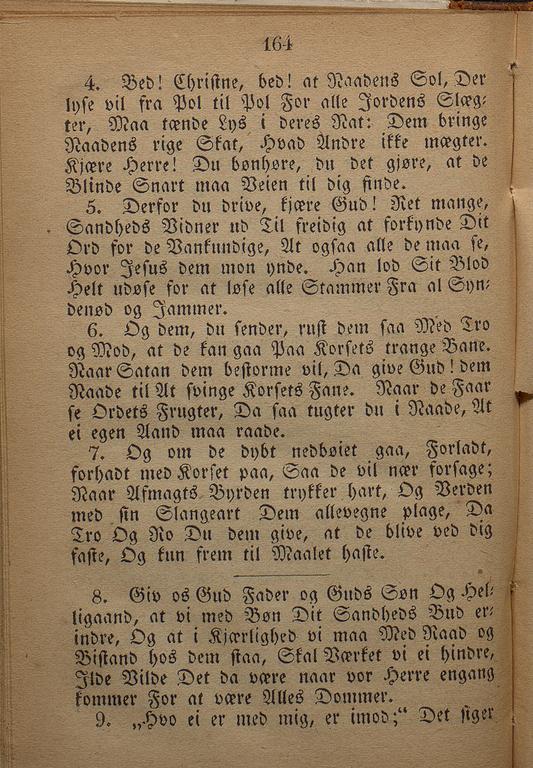 164
4. Bed! Christne, bed! at Naadens Sol, Der
lyse vil fra Pol til Pol For alle Jordens Slæg-
ter, Maa tænde Lys i deres Nat: Dem bringe
Naadens rige Skat, Hvad Andre ikke mægter.
Kjære Herre! Du bønhøre, du det gjøre, at de
Blinde Snart maa Veien til dig finde.
5. Derfor du drive, kjære Gud! Ret mange,
Sandheds Vidner ud Til freidig at forkynde Dit
Ord for de Vankundige, At ogsaa alle de maa se,
Hvor Jesus dem mon ynde. Han lod Sit Blod
Helt udøse for at løse alle Stammer Fra al Syn-
denød og Jammer.
6. Og dem, du sender, rust dem saa Med Tro
og Mod, at de kan gaa Paa Korsets trange Bane.
Naar Satan dem bestorme vil, Da give Gud! dem
Naade til At svinge Korsets Fane. Naar de Faar
se Ordets Frugter, Da saa tugter du i Naade, At
ei egen Aand maa raade.
7. Og om de dybt nedbøiet gaa, Forladt,
forhadt med Korset paa, Saa de vil nær forsage;
Naar Afmagts Byrden trykker hart, Og Verden
med sin Slangeart Dem allevegne plage, Da
Tro Og Ro Du dem give, at de blive ved dig
faste, Og kun frem til Maalet haste.
8. Giv os Gud Fader og Guds Søn Og Hel-
ligaand, at vi med Bøn Dit Sandheds Bud er-
indre, Og at i Kjærlighed vi maa Med Raad og
Bistand hos dem staa, Skal Værket vi ei hindre,
Ilde Vilde Det da være naar vor Herre engang
kommer For at være Alles Dommer.
9. „Hvo ei er med mig, er imod;“ Det siger